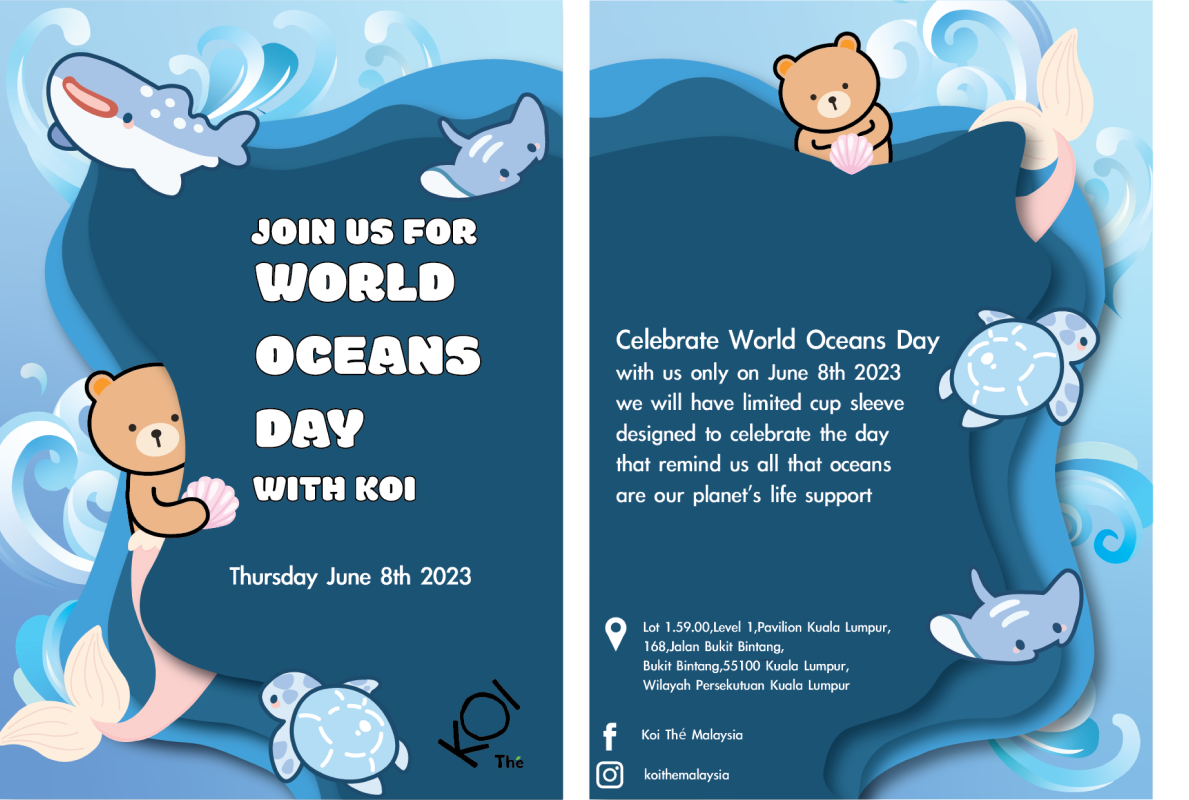 JOIN US FOR
WORLD
OCEANS
DAY
WITH KOI
Thursday June 8th 2023
KOI
Thé
Celebrate World Oceans Day
with us only on June 8th 2023
we will have limited cup sleeve
designed to celebrate the day
that remind us all that oceans
are our planet's life support
Lot 1.59.00,Level 1,Pavilion Kuala Lumpur,
168,Jalan Bukit Bintang,
Bukit Bintang,55100 Kuala Lumpur,
Wilayah Persekutuan Kuala Lumpur
Koi Thé Malaysia
koithemalaysia